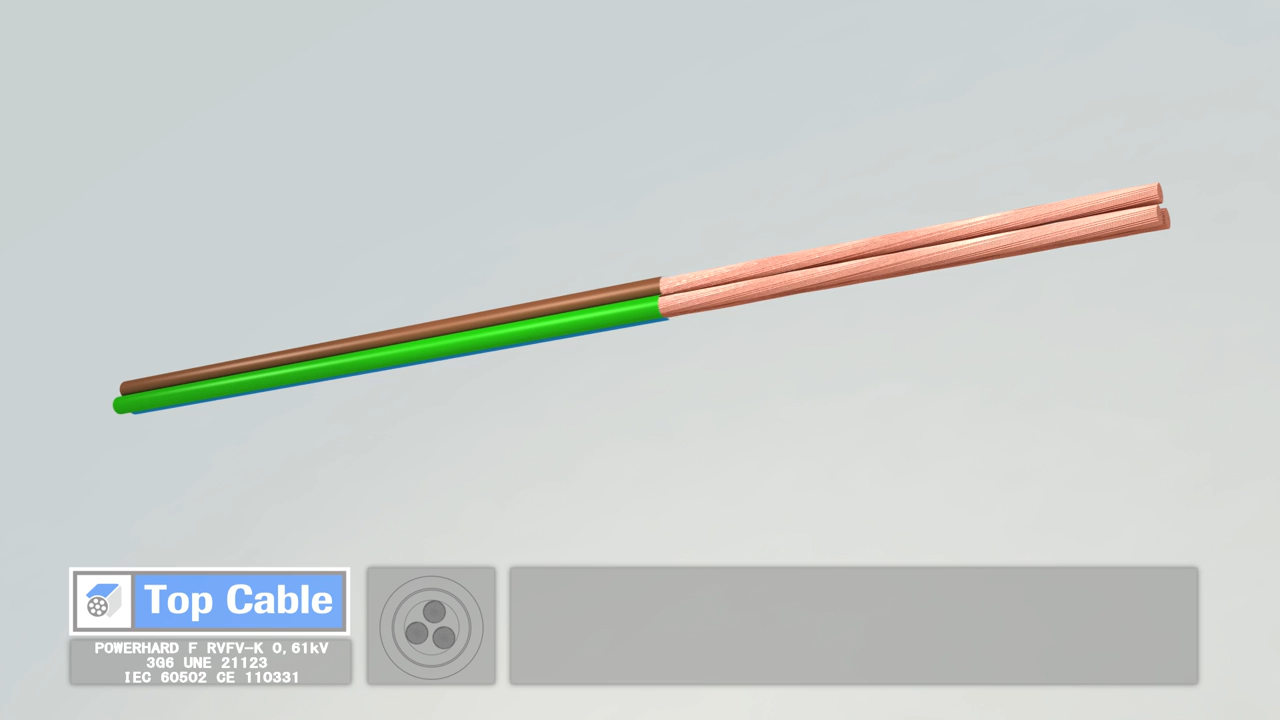 Top Cable
POWERHARD F RVFV-K 0,61kV
3G6 UNE 21123
IEC 60502 CE 110331